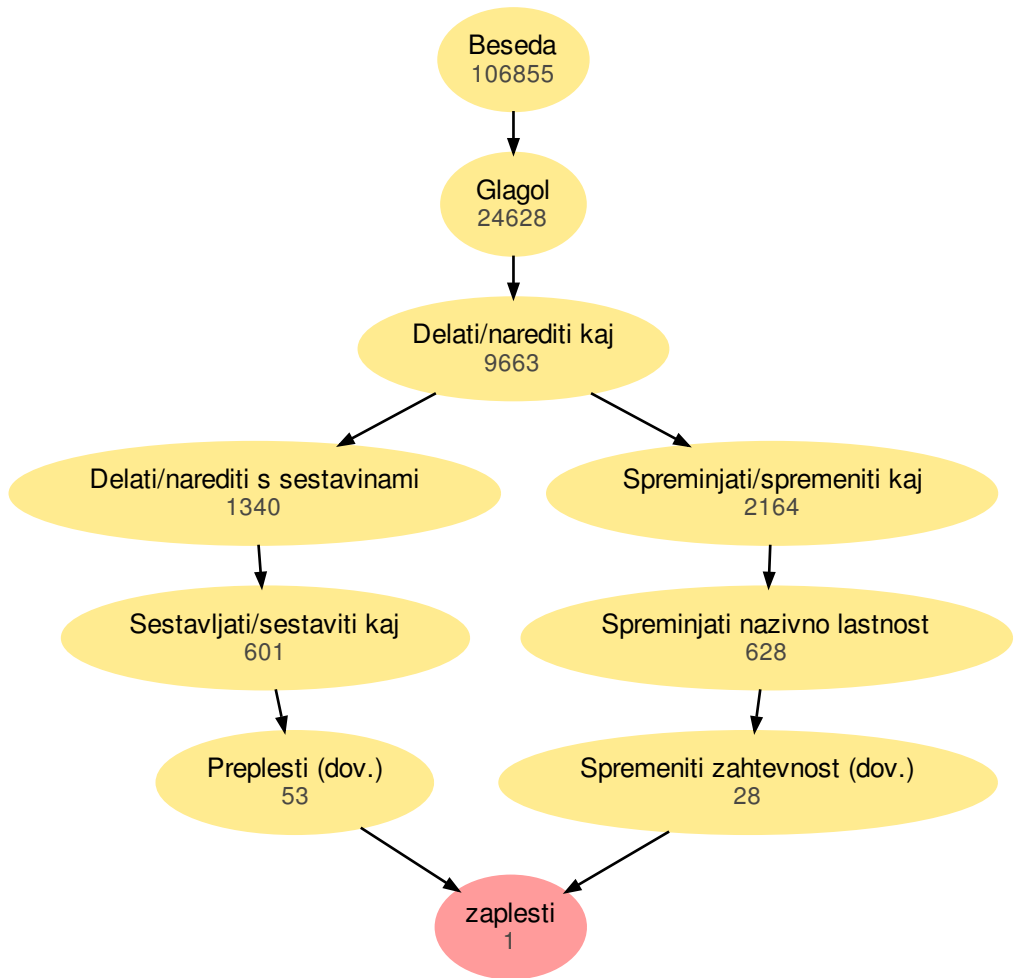 Beseda
106855
Glagol
24628
Delati/narediti kaj
9663
Delati/narediti s sestavinami
1340
Spreminjati/spremeniti kaj
2164
Sestavljati/sestaviti kaj
601
Spreminjati nazivno lastnost
628
Preplesti (dov.)
53
Spremeniti zahtevnost (dov.)
28
zaplesti
1